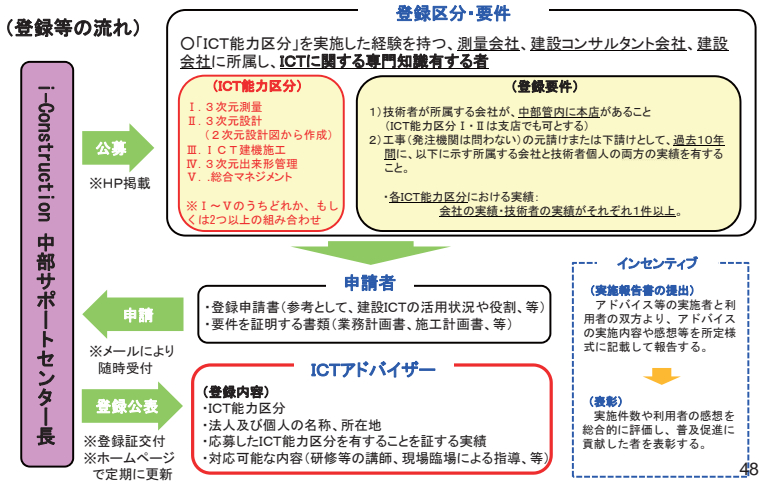 (登録等の流れ)
登録区分・要件
〇「ICT能力区分」を実施した経験を持つ、測量会社、建設コンサルタント会社、建設
会社に所属し、ICTに関する専門知識有する者
(ICT能力区分)
Ⅰ.３次元測量
Ⅱ.３次元設計
(２次元設計図から作成)
Ⅲ.ＩＣＴ建機施工
Ⅳ.３次元出来形管理
Ⅴ..総合マネジメント
※Ⅰ～Ⅴのうちどれか、もし
くは2つ以上の組み合わせ
(登録要件)
1)技術者が所属する会社が、中部管内に本店があること
(ICT能力区分Ⅰ・Ⅱは支店でも可とする)
2)工事(発注機関は問わない)の元請けまたは下請けとして、過去10年
間に、以下に示す所属する会社と技術者個人の両方の実績を有する
こと。
・各ICT能力区分における実績:
会社の実績・技術者の実績がそれぞれ1件以上。
i-Construction 中部サポートセンター長
公募
※HP掲載
申請者
・登録申請書(参考として、建設ICTの活用状況や役割、等)
・要件を証明する書類(業務計画書、施工計画書、等)
申請
※メールにより
随時受付
ICTアドバイザー
(登録内容)
・ICT能力区分
・法人及び個人の名称、所在地
・応募したICT能力区分を有することを証する実績
・対応可能な内容(研修等の講師、現場臨場による指導、等)
登録公表
※登録証交付
※ホームページ
で定期に更新
インセンティブ
(実施報告書の提出)
アドバイス等の実施者と利
用者の双方より、アドバイス
の実施内容や感想等を所定様
式に記載して報告する。
(表彰)
実施件数や利用者の感想を
総合的に評価し、普及促進に
貢献した者を表彰する。
48